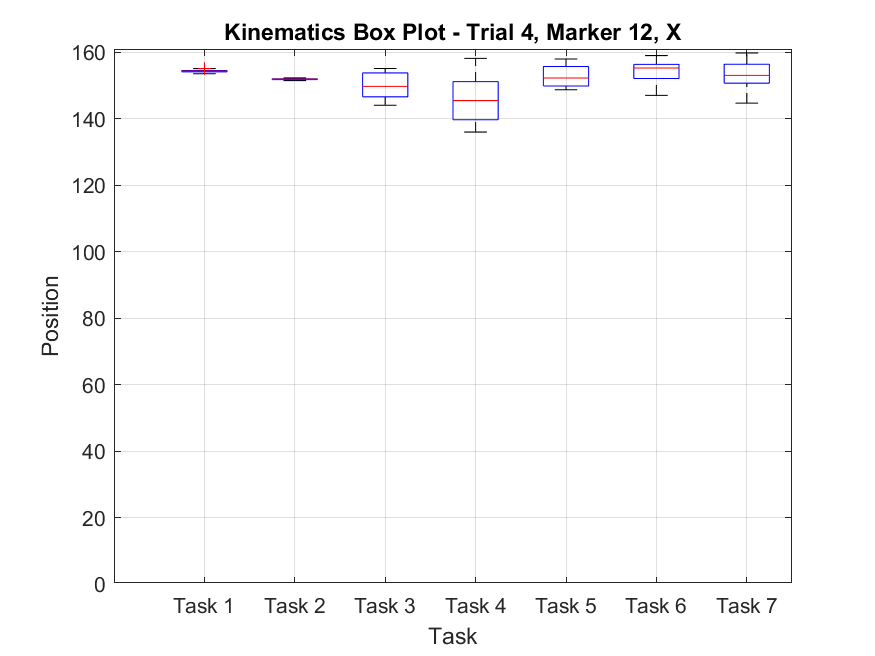 Kinematics Box Plot - Trial 4, Marker 12, X
160
140
120
100
80
60
40
20
0
Position
Task 1 Task 2 Task 3 Task 4 Task 5 Task 6 Task 7
Task